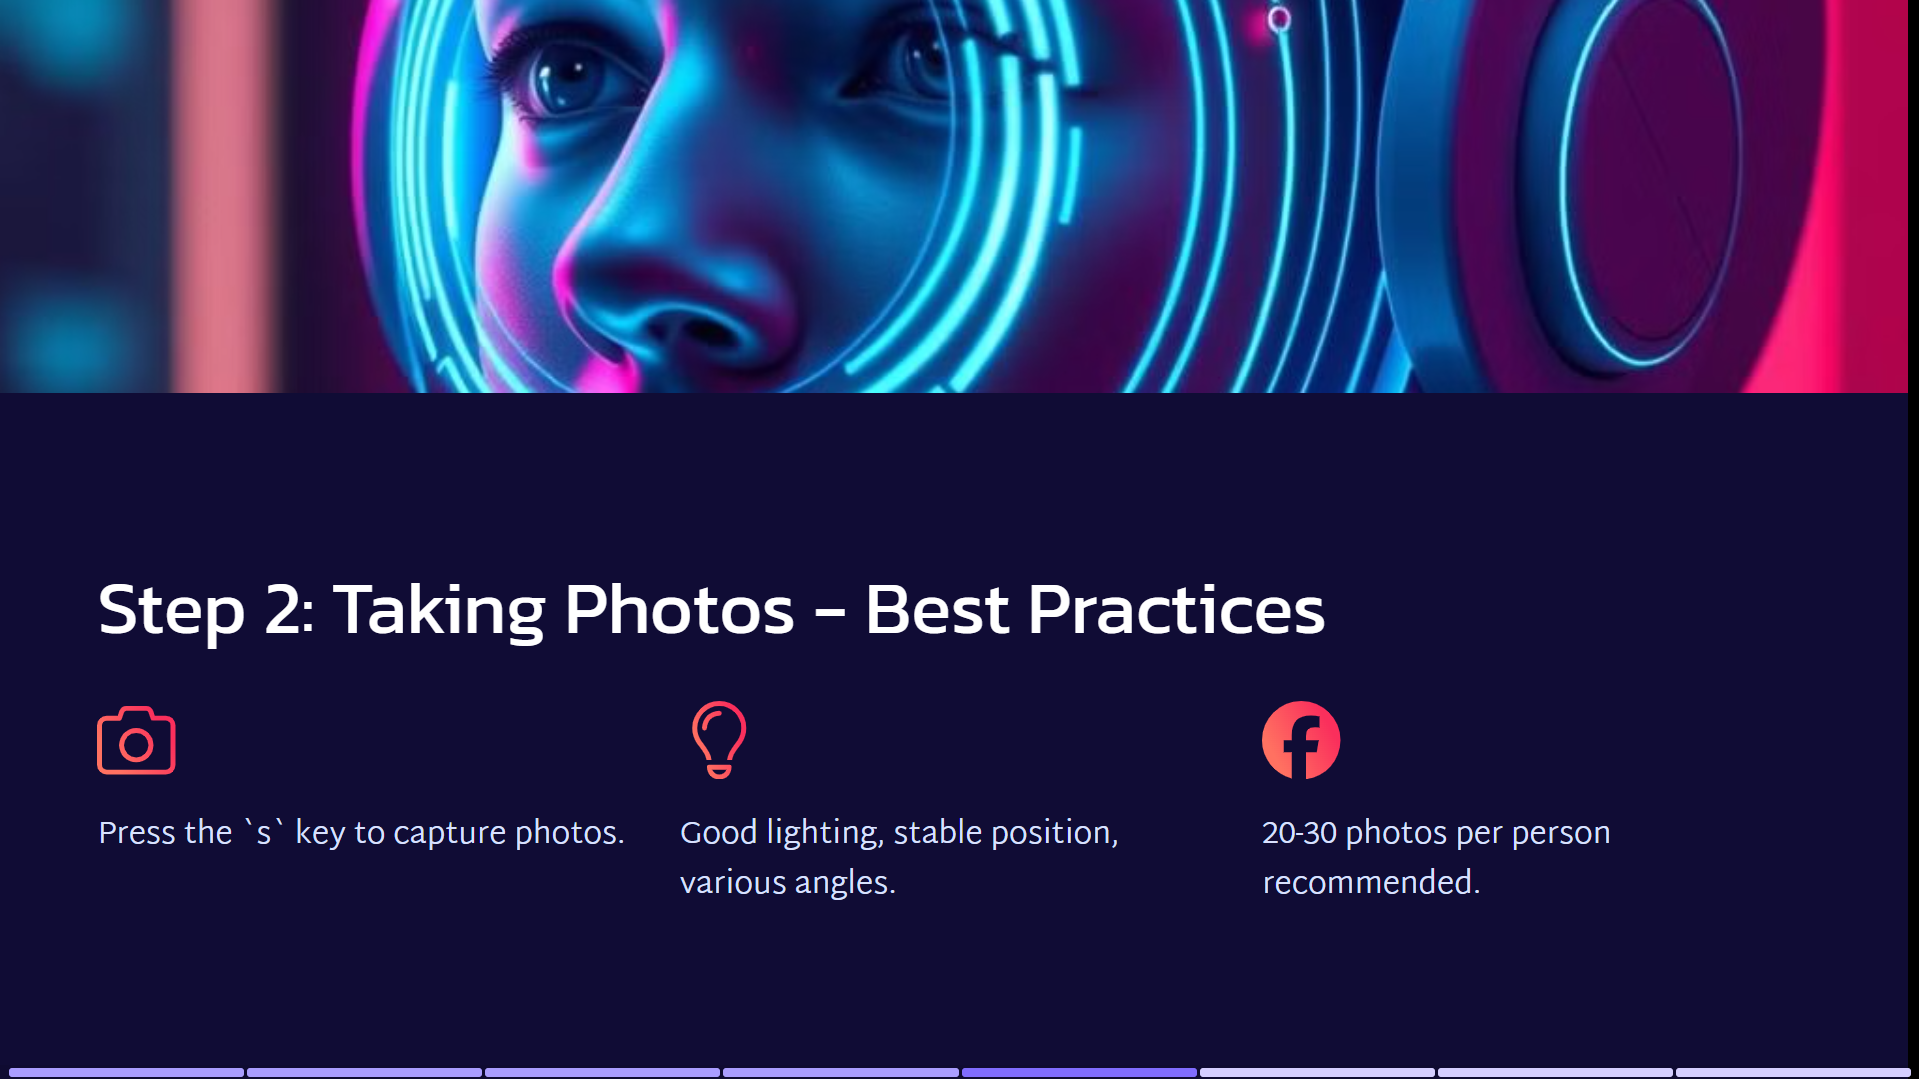 Step 2: Taking Photos – Best Practices
Press the `s` key to capture photos.
Good lighting, stable position,
various angles.
20-30 photos per person
recommended.